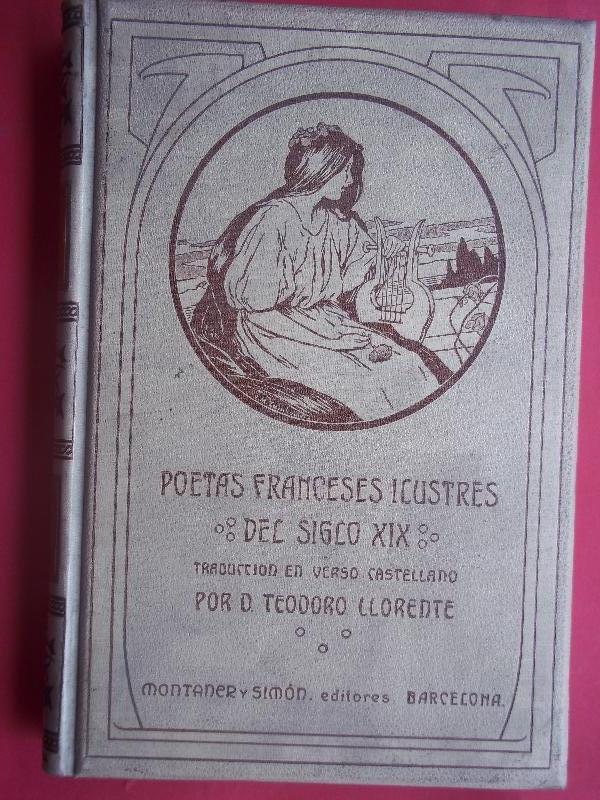 POETAS FRANCESES ILUSTRES
DEL SIGLO XIX
TRADUCCION EN VERSO CASTELLANO
POR D. TEODORO LLORENTE
MONTANER Y SIMÓN. editores BARCELONA.